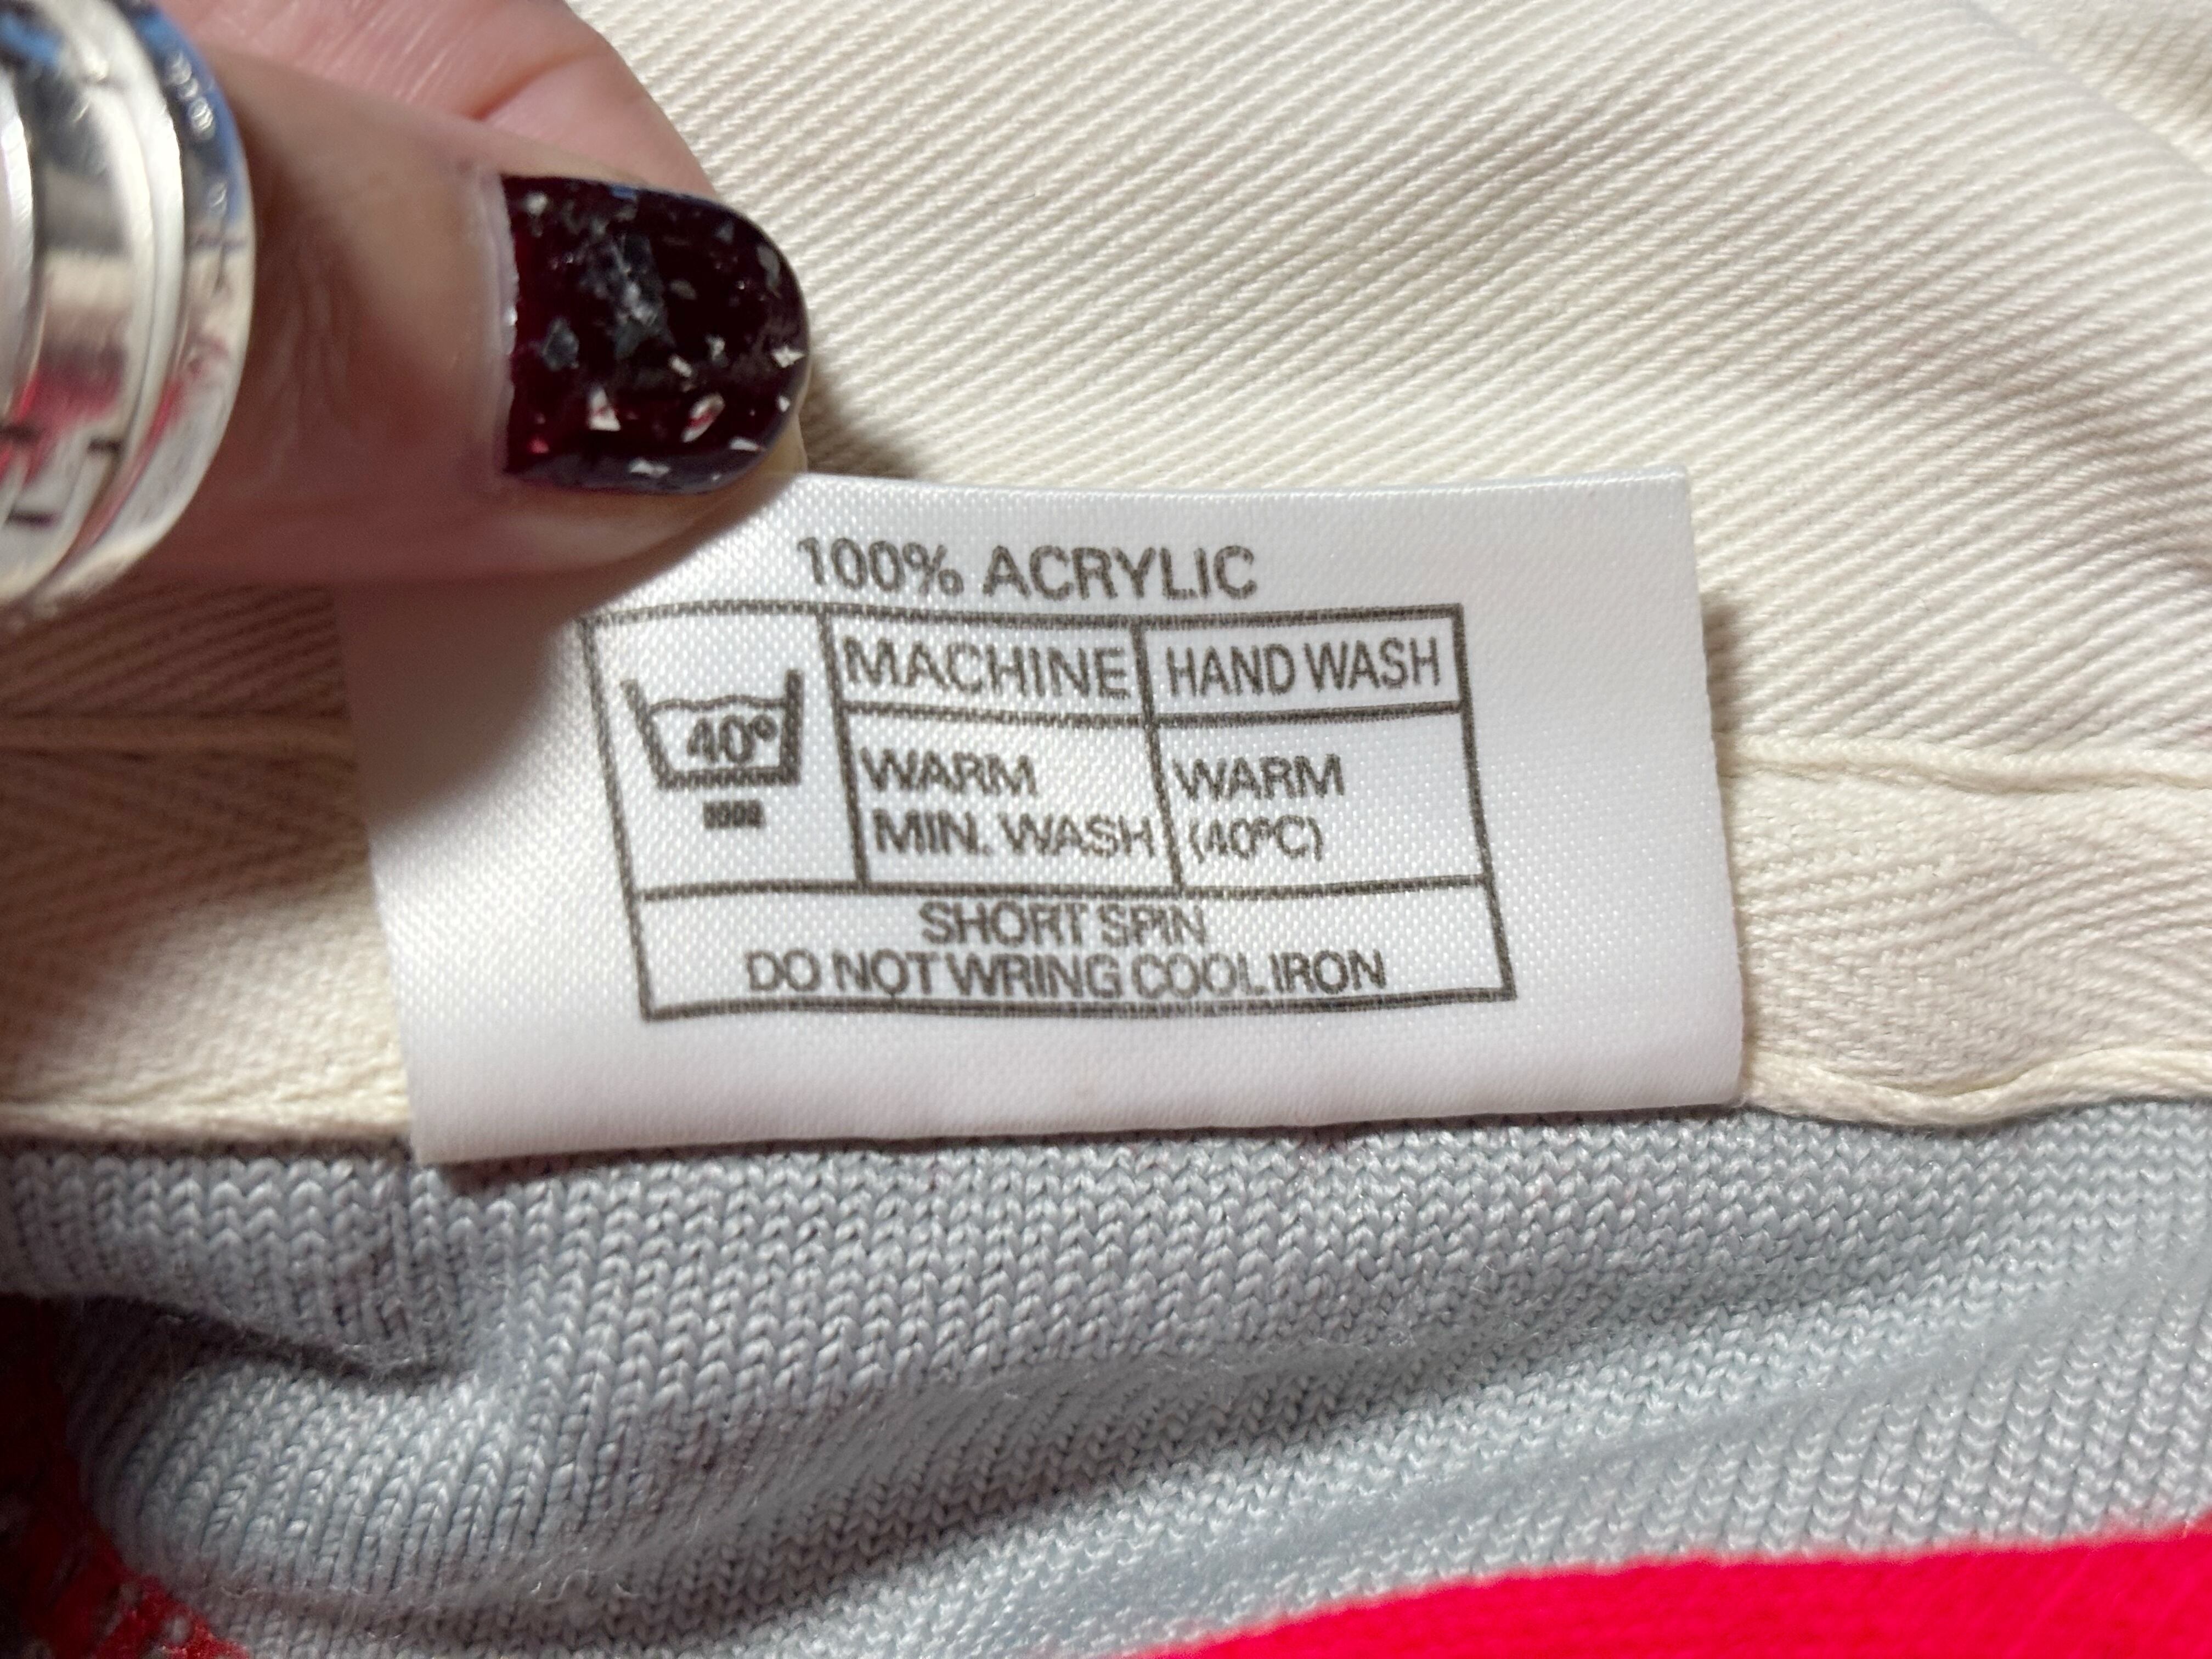 100% ACRYLIC
40°
MACHINE
HAND WASH
WARM
MIN. WASH
WARM
(40°C)
SHORT SPIN
DO NOT WRING COOL IRON